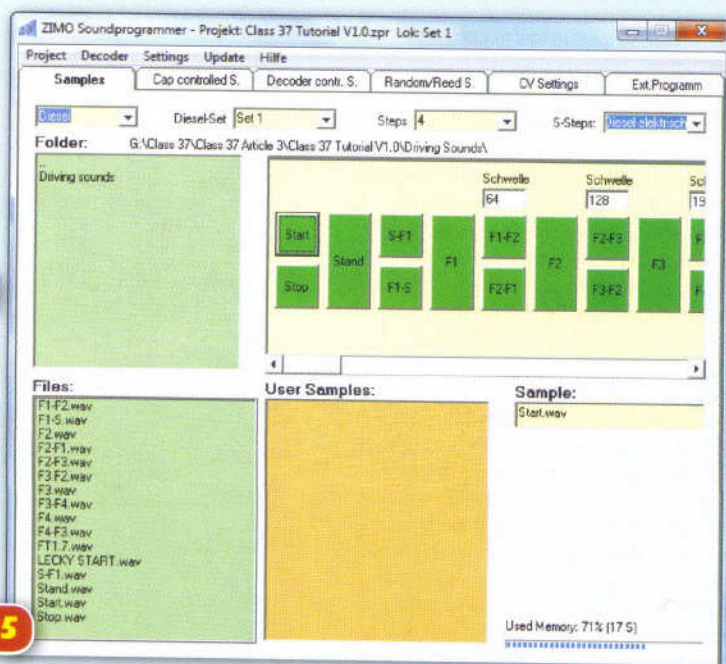 ZIMO Soundprogrammer - Projekt: Class 37 Tutorial V1.0.zpr Lok: Set 1
Project Decoder Settings Update Hilfe
Samples Cap controlled S. Decoder contr. S. Random/Reed S. CV Settings Ext.Programm
Diesel Diesel-Set Set 1 Steps 4 S-Steps: Diesel elektrisch
Folder: G:\Class 37\Class 37 Article 3\Class 37 Tutorial V1.0\Driving Sounds\
..
Driving sounds
Schwelle Schwelle Sc
64 128 19
Start S-F1 F1-F2 F2-F3 F
Stand F1 F2 F3
Stop F1-S F2-F1 F3-F2 F
Files: User Samples: Sample:
F1-F2.wav Start.wav
F1-S.wav
F2.wav
F2-F1.wav
F2-F3.wav
F3.F2.wav
F3.wav
F3-F4.wav
F4.wav
F4-F3.wav
FT1.7.wav
LECKY START.wav
S-F1.wav
Stand.wav
Start.wav
Stop.wav
Used Memory: 71% (17 S)
5